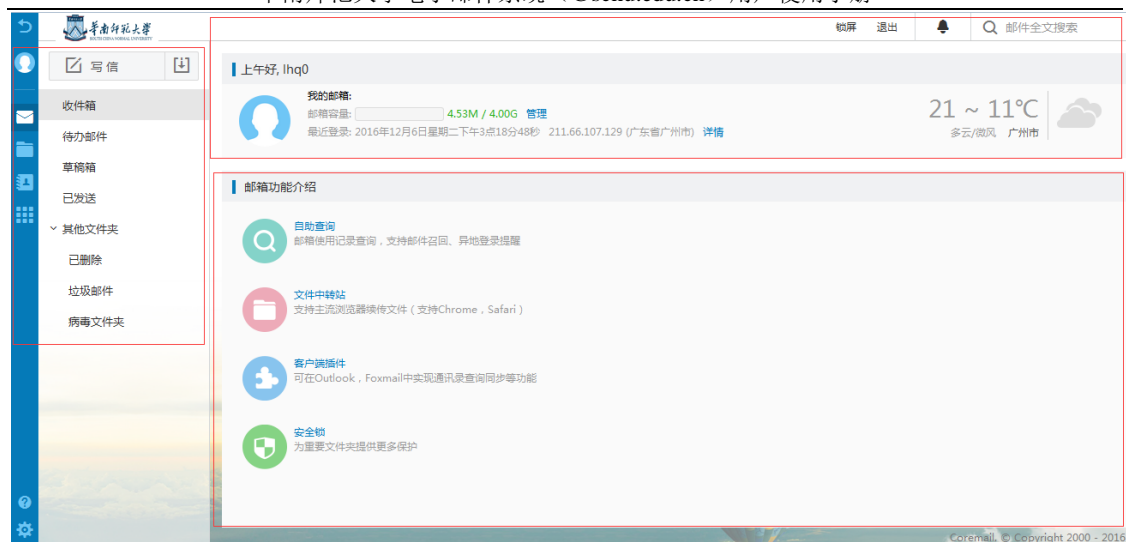 华南师范大学
SOUTH CHINA NORMAL UNIVERSITY
锁屏 退出
邮件全文搜索
写信
收件箱
待办邮件
草稿箱
已发送
其他文件夹
已删除
垃圾邮件
病毒文件夹
上午好, lhq0
我的邮箱:
邮箱容量: 4.53M / 4.00G 管理
最近登录: 2016年12月6日星期二下午3点18分48秒 211.66.107.129 (广东省广州市) 详情
21 ~ 11℃
多云/微风 广州市
邮箱功能介绍
自助查询
邮箱使用记录查询，支持邮件召回、异地登录提醒
文件中转站
支持主流浏览器续传文件（支持Chrome，Safari）
客户端插件
可在Outlook，Foxmail中实现通讯录查询同步等功能
安全锁
为重要文件夹提供更多保护
Coremail, © Copyright 2000 - 2016